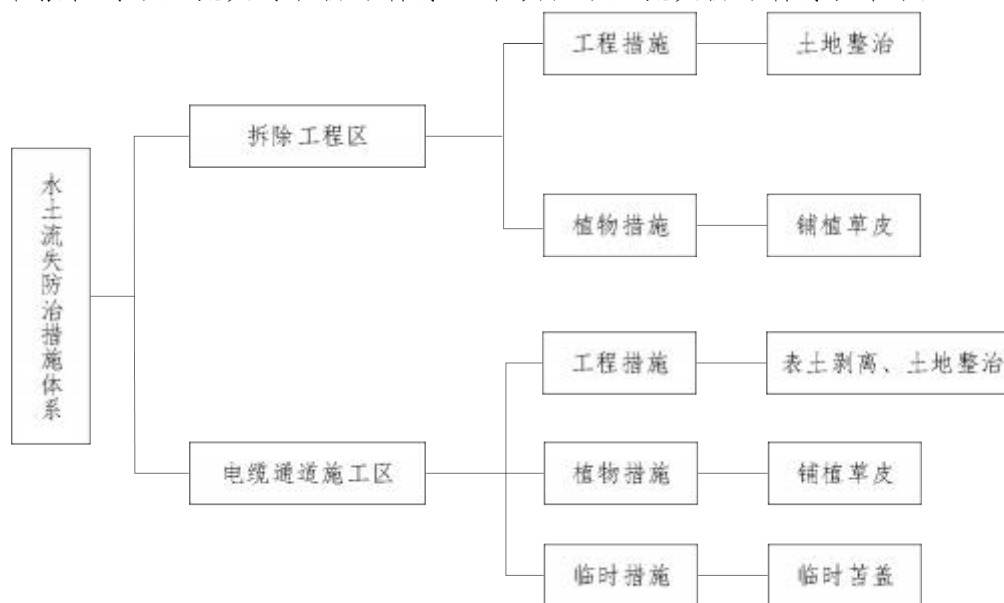 水土流失防治措施体系
拆除工程区
工程措施
土地整治
植物措施
铺植草皮
电缆通道施工区
工程措施
表土剥离、土地整治
植物措施
铺植草皮
临时措施
临时苫盖